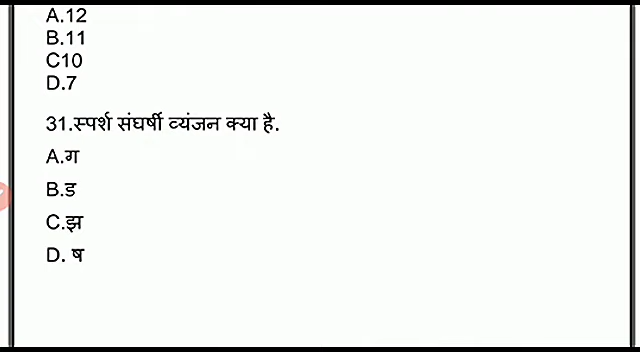 A.12
B.11
C10
D.7
31.स्पर्श संघर्षी व्यंजन क्या है.
A.ग
B.ड
C.झ
D. ष